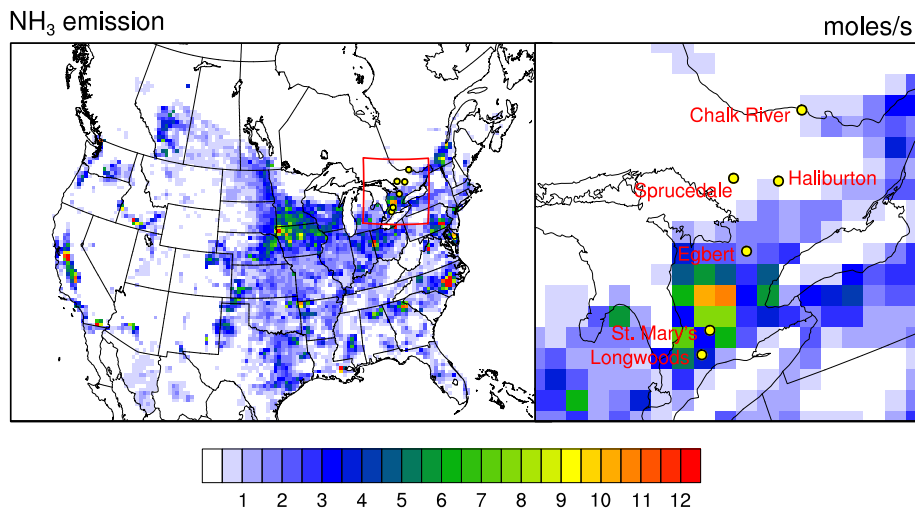 NH₃ emission
moles/s
Chalk River
Haliburton
Sprucedale
Egbert
St. Mary's
Longwoods
1 2 3 4 5 6 7 8 9 10 11 12